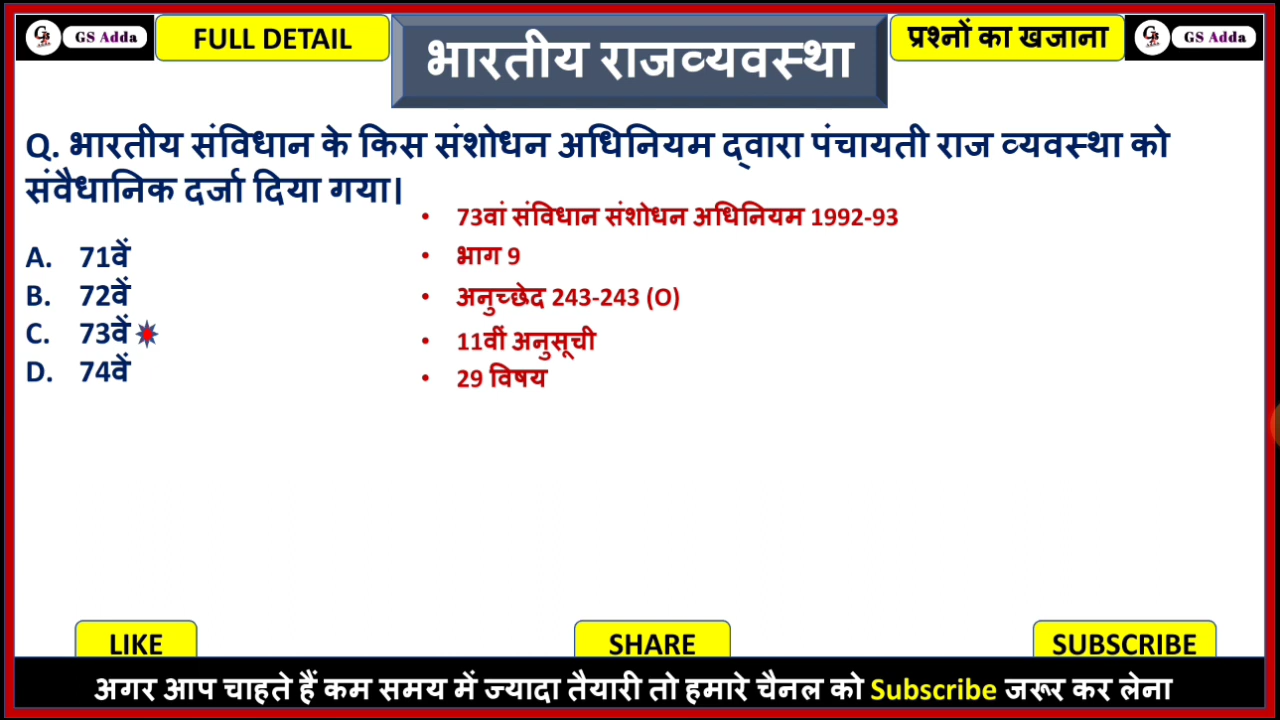 GS Adda
FULL DETAIL
भारतीय राजव्यवस्था
प्रश्नों का खजाना
GS Adda
Q. भारतीय संविधान के किस संशोधन अधिनियम द्वारा पंचायती राज व्यवस्था को
संवैधानिक दर्जा दिया गया।
A. 71वें
B. 72वें
C. 73वें
D. 74वें
• 73वां संविधान संशोधन अधिनियम 1992-93
• भाग 9
• अनुच्छेद 243-243 (O)
• 11वीं अनुसूची
• 29 विषय
LIKE
SHARE
SUBSCRIBE
अगर आप चाहते हैं कम समय में ज्यादा तैयारी तो हमारे चैनल को Subscribe जरूर कर लेना